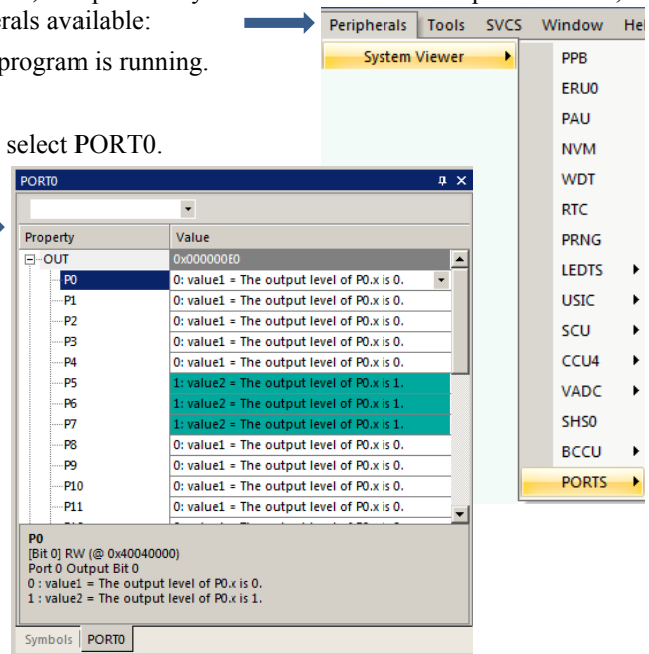 erals available:
Peripherals Tools SVCS Window Hel
System Viewer
PPB
ERU0
PAU
NVM
WDT
RTC
PRNG
LEDTS
USIC
SCU
CCU4
VADC
SHS0
BCCU
PORTS
program is running.
select PORT0.
PORT0
Property Value
OUT 0x000000E0
P0 0: value1 = The output level of P0.x is 0.
P1 0: value1 = The output level of P0.x is 0.
P2 0: value1 = The output level of P0.x is 0.
P3 0: value1 = The output level of P0.x is 0.
P4 0: value1 = The output level of P0.x is 0.
P5 1: value2 = The output level of P0.x is 1.
P6 1: value2 = The output level of P0.x is 1.
P7 1: value2 = The output level of P0.x is 1.
P8 0: value1 = The output level of P0.x is 0.
P9 0: value1 = The output level of P0.x is 0.
P10 0: value1 = The output level of P0.x is 0.
P11 0: value1 = The output level of P0.x is 0.
P0
[Bit 0] RW (@ 0x40040000)
Port 0 Output Bit 0
0 : value1 = The output level of P0.x is 0.
1 : value2 = The output level of P0.x is 1.
Symbols PORT0